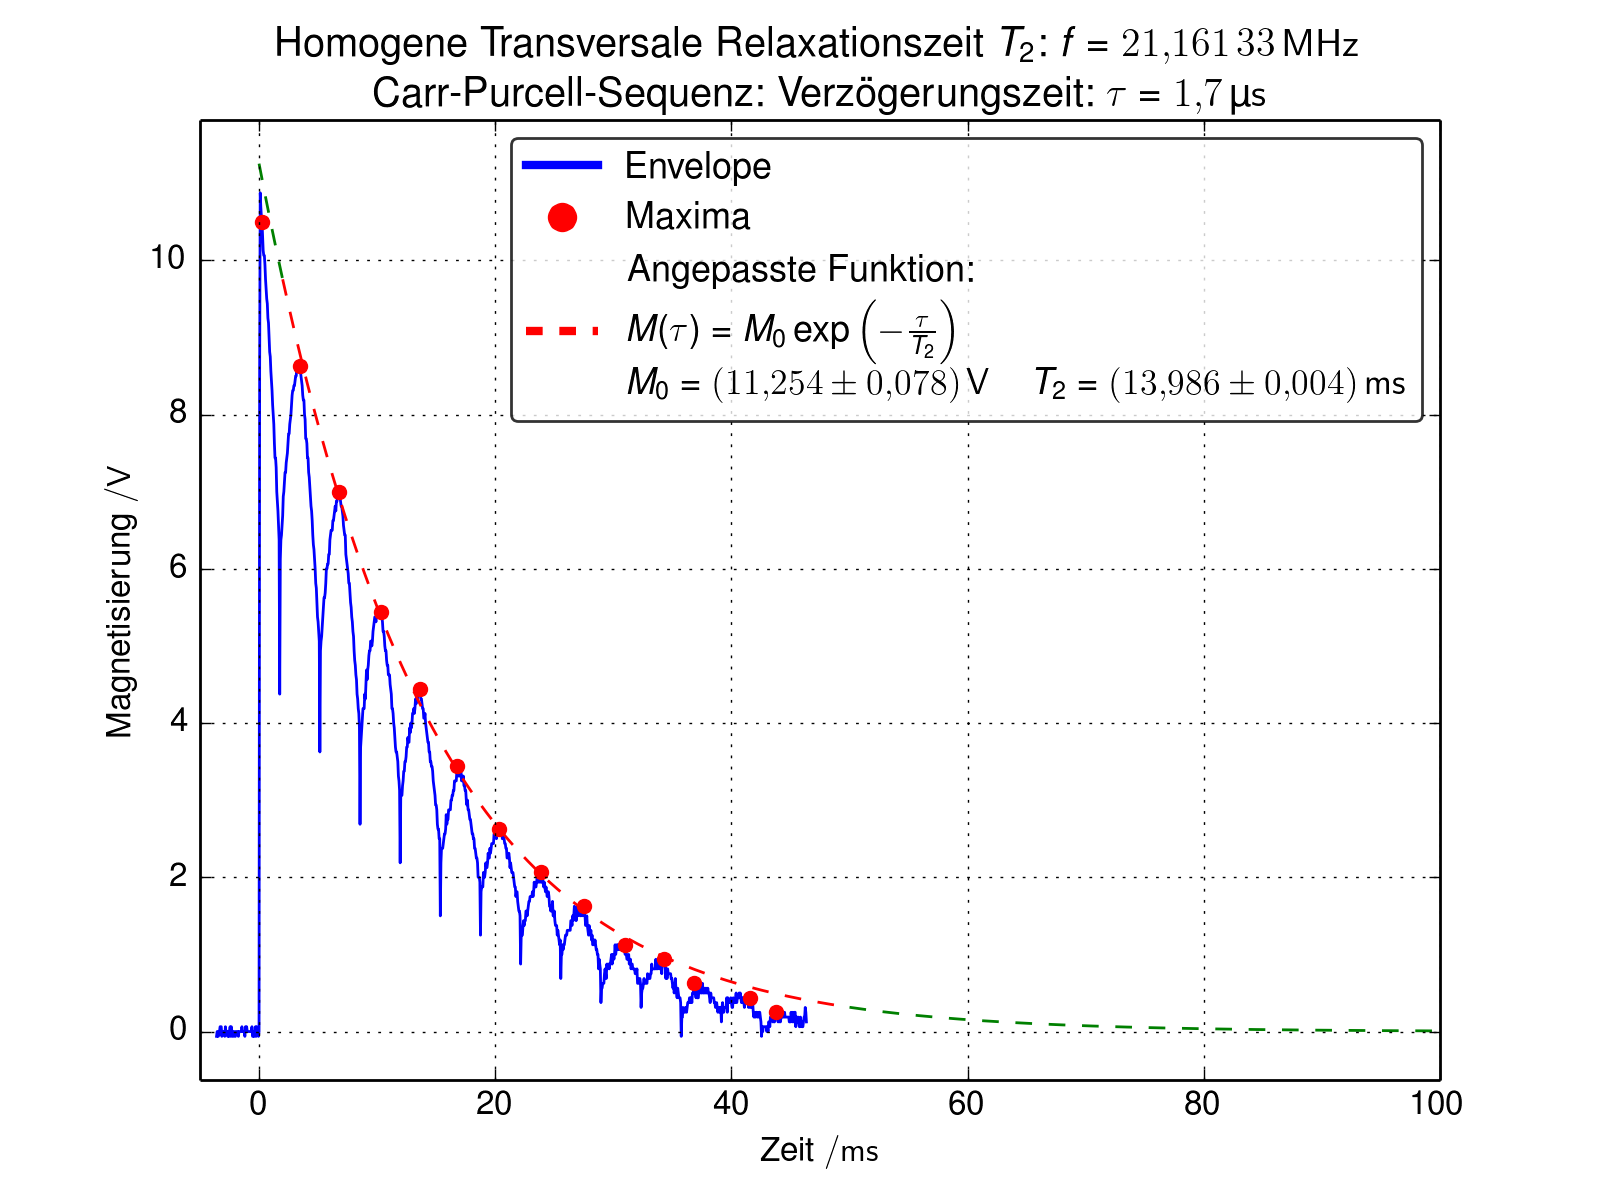 Homogene Transversale Relaxationszeit T₂: f = 21,161 33 MHz
Carr-Purcell-Sequenz: Verzögerungszeit: τ = 1,7 µs
Envelope
Maxima
Angepasste Funktion:
M(τ) = M₀ exp(−τ/T₂)
M₀ = (11,254 ± 0,078) V T₂ = (13,986 ± 0,004) ms
10
8
6
4
2
0
Magnetisierung /V
0 20 40 60 80 100
Zeit /ms